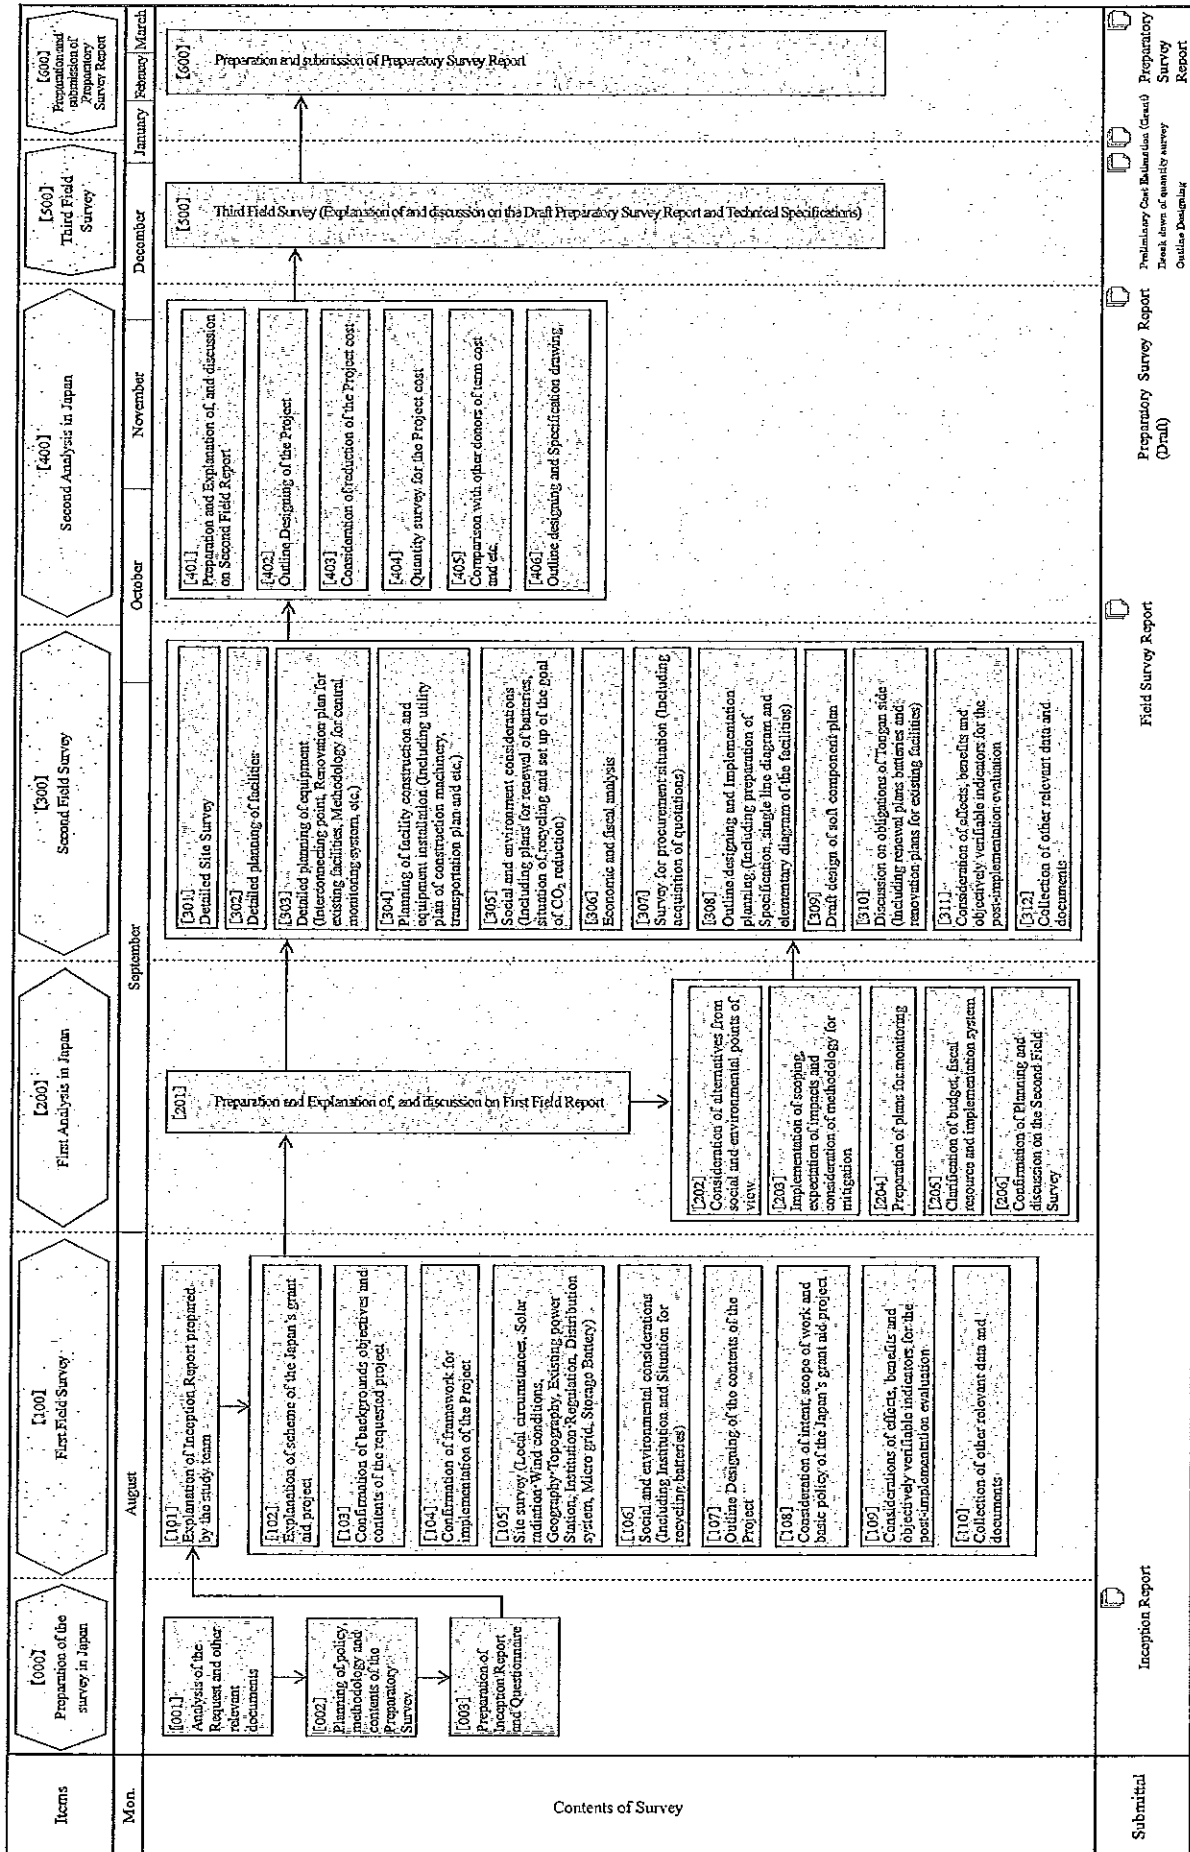 Items
[000]
Preparation of the
survey in Japan
[100]
First Field Survey
[200]
First Analysis in Japan
[300]
Second Field Survey
[400]
Second Analysis in Japan
[500]
Third Field
Survey
[600]
Preparation and
submission of
Preparatory
Survey Report
Mon.
August
September
October
November
December
January
February
March
Contents of Survey
[001]
Analysis of the
Request and other
relevant
documents
[002]
Planning of policy,
methodology and
contents of the
Preparatory
Survey.
[003]
Preparation of
Inception Report
and Questionnaire
[101]
Explanation of Inception Report prepared
by the study team
[102]
Explanation of scheme of the Japan's grant
aid project
[103]
Confirmation of backgrounds objectives and
contents of the requested project
[104]
Confirmation of framework for
implementation of the Project
[105]
Site survey (Local circumstances, Solar
radiation Wind conditions,
Geography Topography, Existing power
Station, Institution Regulation, Distribution
system, Micro grid, Storage Battery)
[106]
Social and environmental considerations
(Including Institution and Situation for
recycling batteries)
[107]
Outline Designing of the contents of the
Project
[108]
Consideration of intent, scope of work and
basic policy of the Japan's grant aid project
[109]
Considerations of effects, benefits and
objectively verifiable indicators for the
post-implementation evaluation
[110]
Collection of other relevant data and
documents
[201]
Preparation and Explanation of, and discussion on First Field Report
[202]
Consideration of alternatives from
social and environmental points of
view
[203]
Implementation of scoping,
expectation of impacts and
consideration of methodology for
mitigation
[204]
Preparation of plans for monitoring
[205]
Clarification of budget, fiscal
resource and implementation system
[206]
Confirmation of Planning and
discussion on the Second Field
Survey
[301]
Detailed Site Survey
[302]
Detailed planning of facilities
[303]
Detailed planning of equipment
(Interconnecting point, Renovation plan for
existing facilities, Methodology for central
monitoring system, etc.)
[304]
Planning of facility construction and
equipment installation (Including utility
plan of construction machinery,
transportation plan and etc.)
[305]
Social and environment considerations
(Including plans for renewal of batteries,
situation of recycling and set up of the goal
of CO₂ reduction)
[306]
Economic and fiscal analysis
[307]
Survey for procurement situation (Including
acquisition of quotations)
[308]
Outline designing and Implementation
planning (Including preparation of
Specification, single line diagram, and
elementary diagram of the facilities)
[309]
Draft design of soft component plan
[310]
Discussion on obligations of Tongan side
(Including renewal plans batteries and
renovation plans for existing facilities)
[311]
Consideration of effects, benefits and
objectively verifiable indicators for the
post-implementation evaluation
[312]
Collection of other relevant data and
documents
[401]
Preparation and Explanation of, and discussion
on Second Field Report
[402]
Outline Designing of the Project
[403]
Consideration of reduction of the Project cost
[404]
Quantity survey for the Project cost
[405]
Comparison with other donors of term cost
and etc.
[406]
Outline designing and Specification drawing
[500]
Third Field Survey (Explanation of and discussion on the Draft Preparatory Survey Report and Technical Specifications)
[600]
Preparation and submission of Preparatory Survey Report
Submittal
Inception Report
Field Survey Report
Preparatory Survey Report
(Draft)
Preliminary Cost Estimation (Grant)
Break down of quantity survey
Outline Designing
Preparatory
Survey
Report